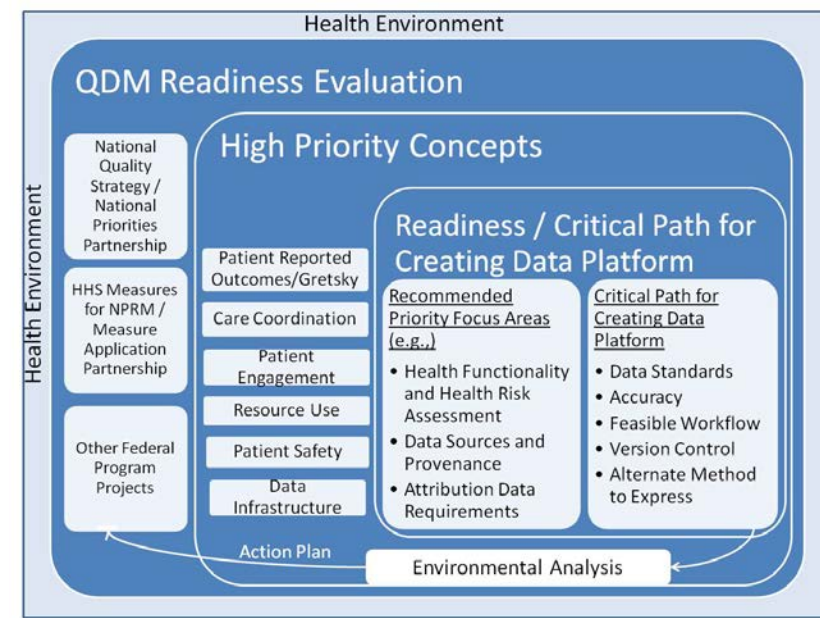 Health Environment
Health Environment
QDM Readiness Evaluation
National
Quality
Strategy /
National
Priorities
Partnership
HHS Measures
for NPRM /
Measure
Application
Partnership
Other Federal
Program
Projects
High Priority Concepts
Patient Reported
Outcomes/Gretsky
Care Coordination
Patient
Engagement
Resource Use
Patient Safety
Data
Infrastructure
Readiness / Critical Path for
Creating Data Platform
Recommended
Priority Focus Areas
(e.g.,)
• Health Functionality
and Health Risk
Assessment
• Data Sources and
Provenance
• Attribution Data
Requirements
Critical Path for
Creating Data
Platform
• Data Standards
• Accuracy
• Feasible Workflow
• Version Control
• Alternate Method
to Express
Action Plan
Environmental Analysis